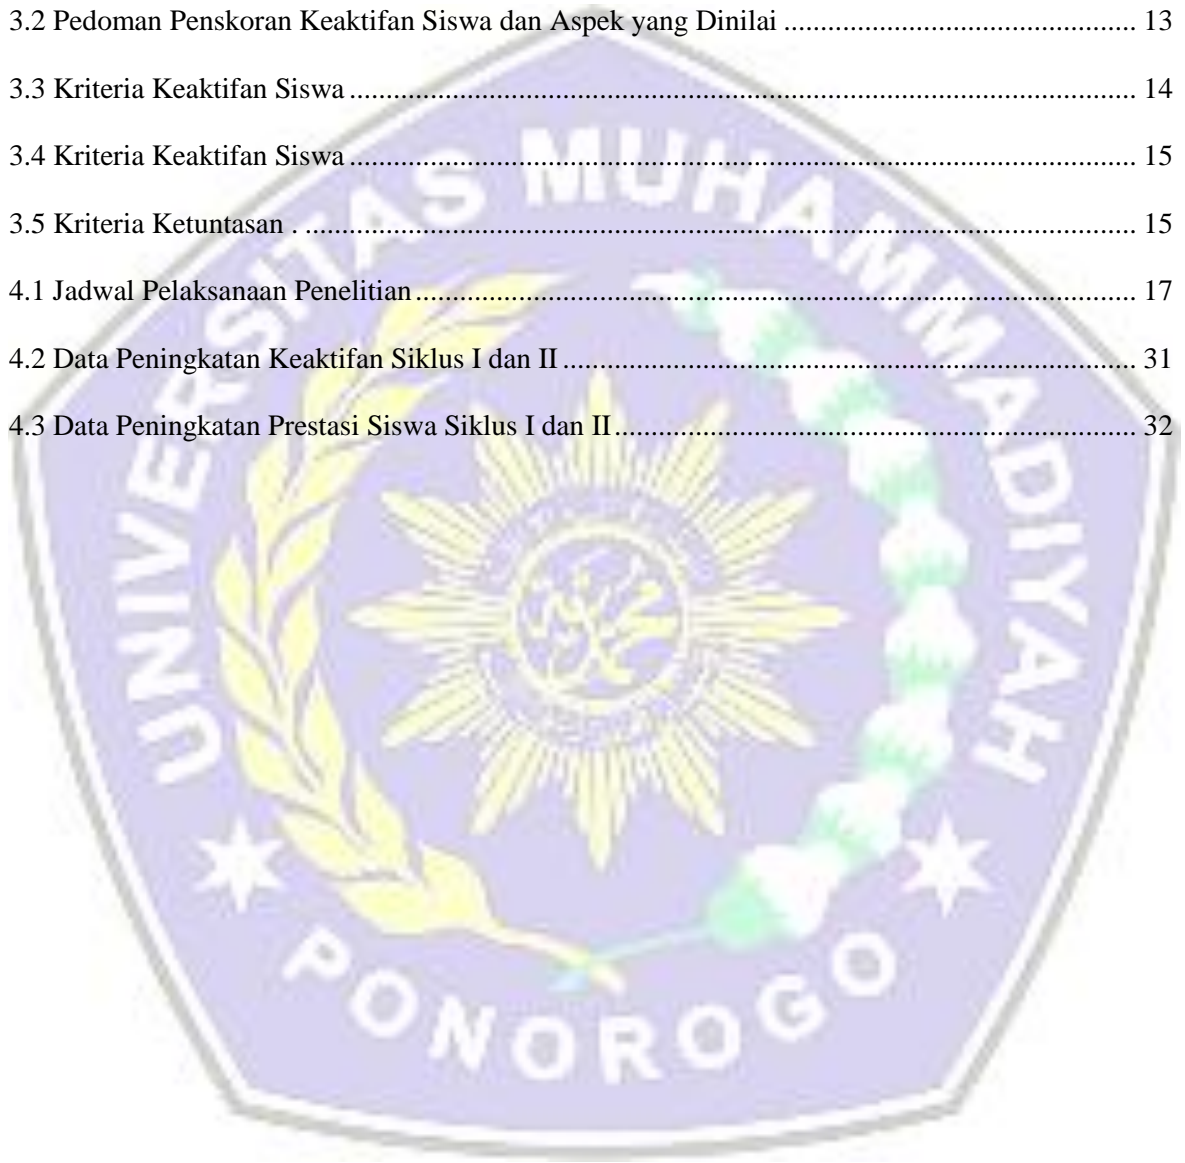 3.2 Pedoman Penskoran Keaktifan Siswa dan Aspek yang Dinilai ........................................ 13
3.3 Kriteria Keaktifan Siswa ........................................ 14
3.4 Kriteria Keaktifan Siswa ........................................ 15
3.5 Kriteria Ketuntasan . ........................................ 15
4.1 Jadwal Pelaksanaan Penelitian ........................................ 17
4.2 Data Peningkatan Keaktifan Siklus I dan II ........................................ 31
4.3 Data Peningkatan Prestasi Siswa Siklus I dan II ........................................ 32
UNIVERSITAS MUHAMMADIYAH
PONOROGO